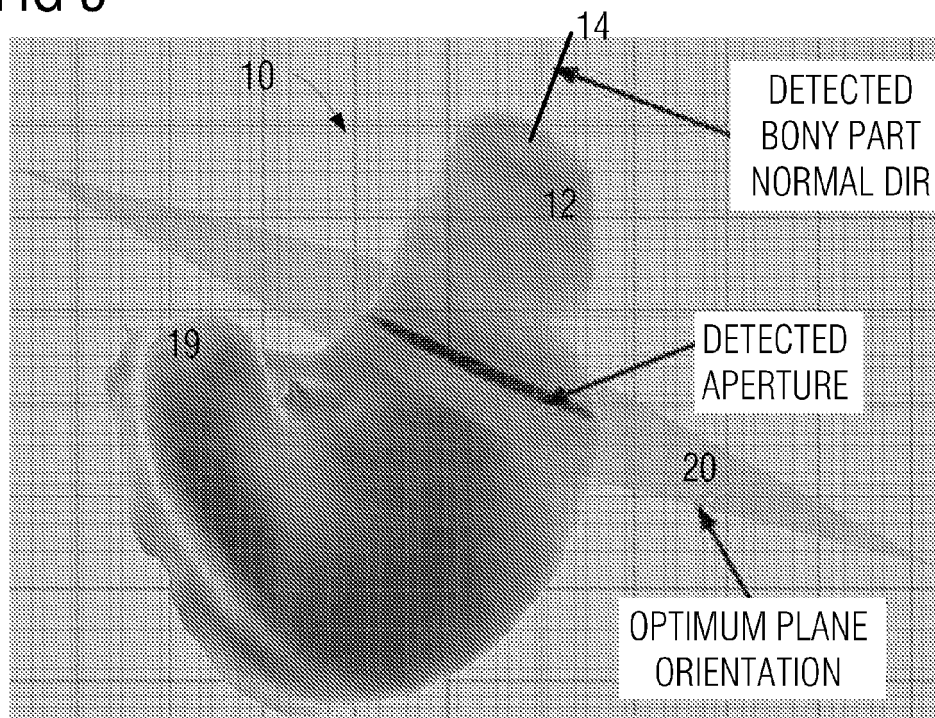 14
10
DETECTED
BONY PART
NORMAL DIR
12
19
DETECTED
APERTURE
20
OPTIMUM PLANE
ORIENTATION